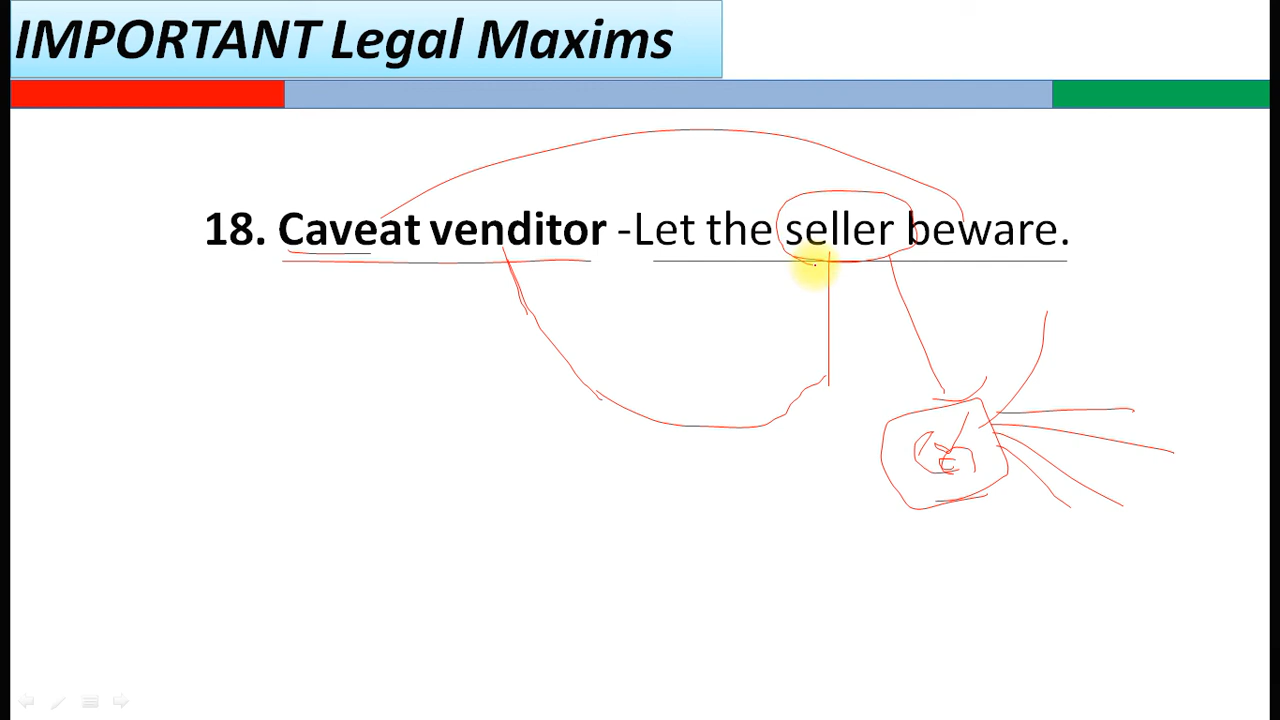 IMPORTANT Legal Maxims
18. Caveat venditor -Let the seller beware.